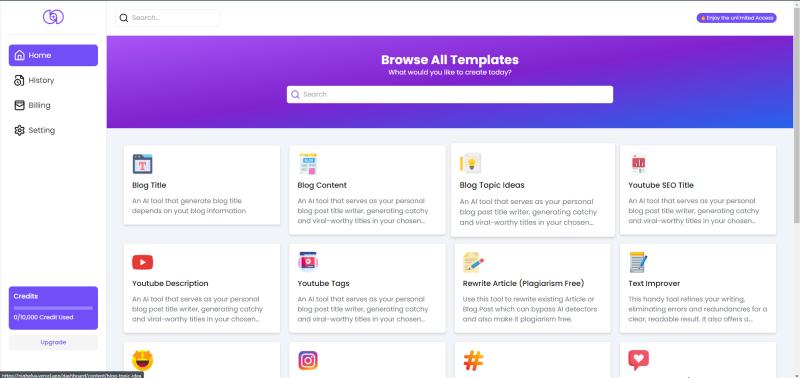 Search...
🔥 Enjoy the unlimited Access
Home
History
Billing
Setting
Browse All Templates
What would you like to create today?
Search
Blog Title
An AI tool that generate blog title
depends on yout blog information
Blog Content
An AI tool that serves as your personal
blog post title writer, generating catchy
and viral-worthy titles in your chosen...
Blog Topic Ideas
An AI tool that serves as your personal
blog post title writer, generating catchy
and viral-worthy titles in your chosen...
Youtube SEO Title
An AI tool that serves as your personal
blog post title writer, generating catchy
and viral-worthy titles in your chosen...
Youtube Description
An AI tool that serves as your personal
blog post title writer, generating catchy
and viral-worthy titles in your chosen...
Youtube Tags
An AI tool that serves as your personal
blog post title writer, generating catchy
and viral-worthy titles in your chosen...
Rewrite Article (Plagiarism Free)
Use this tool to rewrite existing Article or
Blog Post which can bypass AI detectors
and also make it plagiarism free.
Text Improver
This handy tool refines your writing,
eliminating errors and redundancies for a
clear, readable result. It also offers a...
Credits
0/10,000 Credit Used
Upgrade